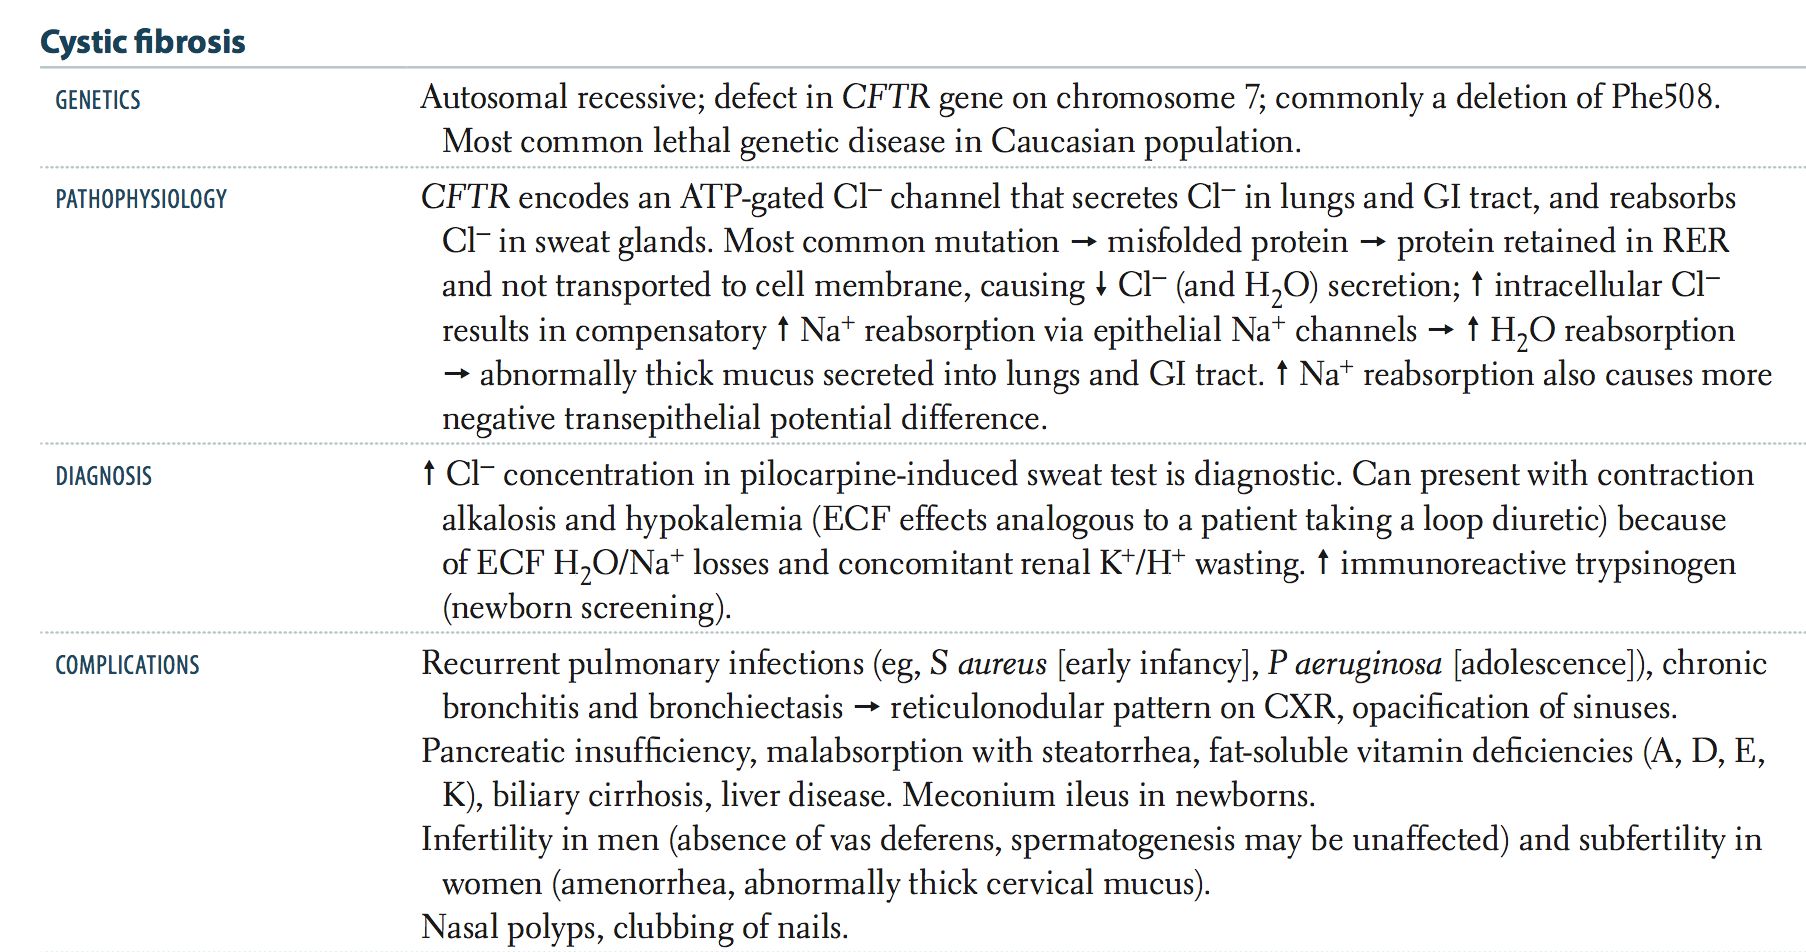 Cystic fibrosis
GENETICS
Autosomal recessive; defect in CFTR gene on chromosome 7; commonly a deletion of Phe508.
Most common lethal genetic disease in Caucasian population.
PATHOPHYSIOLOGY
CFTR encodes an ATP-gated Cl⁻ channel that secretes Cl⁻ in lungs and GI tract, and reabsorbs
Cl⁻ in sweat glands. Most common mutation → misfolded protein → protein retained in RER
and not transported to cell membrane, causing ↓ Cl⁻ (and H₂O) secretion; ↑ intracellular Cl⁻
results in compensatory ↑ Na⁺ reabsorption via epithelial Na⁺ channels → ↑ H₂O reabsorption
→ abnormally thick mucus secreted into lungs and GI tract. ↑ Na⁺ reabsorption also causes more
negative transepithelial potential difference.
DIAGNOSIS
↑ Cl⁻ concentration in pilocarpine-induced sweat test is diagnostic. Can present with contraction
alkalosis and hypokalemia (ECF effects analogous to a patient taking a loop diuretic) because
of ECF H₂O/Na⁺ losses and concomitant renal K⁺/H⁺ wasting. ↑ immunoreactive trypsinogen
(newborn screening).
COMPLICATIONS
Recurrent pulmonary infections (eg, S aureus [early infancy], P aeruginosa [adolescence]), chronic
bronchitis and bronchiectasis → reticulonodular pattern on CXR, opacification of sinuses.
Pancreatic insufficiency, malabsorption with steatorrhea, fat-soluble vitamin deficiencies (A, D, E,
K), biliary cirrhosis, liver disease. Meconium ileus in newborns.
Infertility in men (absence of vas deferens, spermatogenesis may be unaffected) and subfertility in
women (amenorrhea, abnormally thick cervical mucus).
Nasal polyps, clubbing of nails.